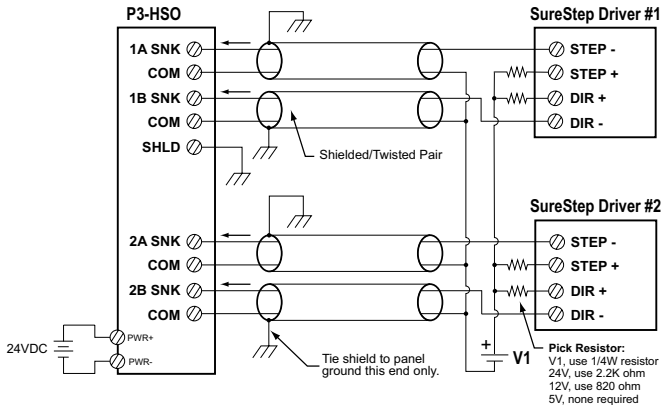 P3-HSO
SureStep Driver #1
1A SNK
STEP -
COM
STEP +
1B SNK
DIR +
COM
DIR -
SHLD
Shielded/Twisted Pair
SureStep Driver #2
2A SNK
STEP -
COM
STEP +
2B SNK
DIR +
COM
DIR -
24VDC
PWR+
PWR-
Tie shield to panel
ground this end only.
+
V1
Pick Resistor:
V1, use 1/4W resistor
24V, use 2.2K ohm
12V, use 820 ohm
5V, none required